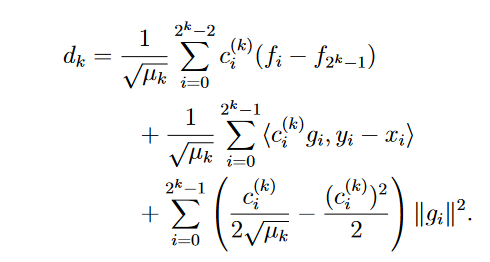 d_k = \frac{1}{\sqrt{\mu_k}} \sum_{i=0}^{2^k-2} c_i^{(k)} (f_i - f_{2^k-1})
+ \frac{1}{\sqrt{\mu_k}} \sum_{i=0}^{2^k-1} \langle c_i^{(k)} g_i, y_i - x_i \rangle
+ \sum_{i=0}^{2^k-1} \left( \frac{c_i^{(k)}}{2\sqrt{\mu_k}} - \frac{(c_i^{(k)})^2}{2} \right) \|g_i\|^2.